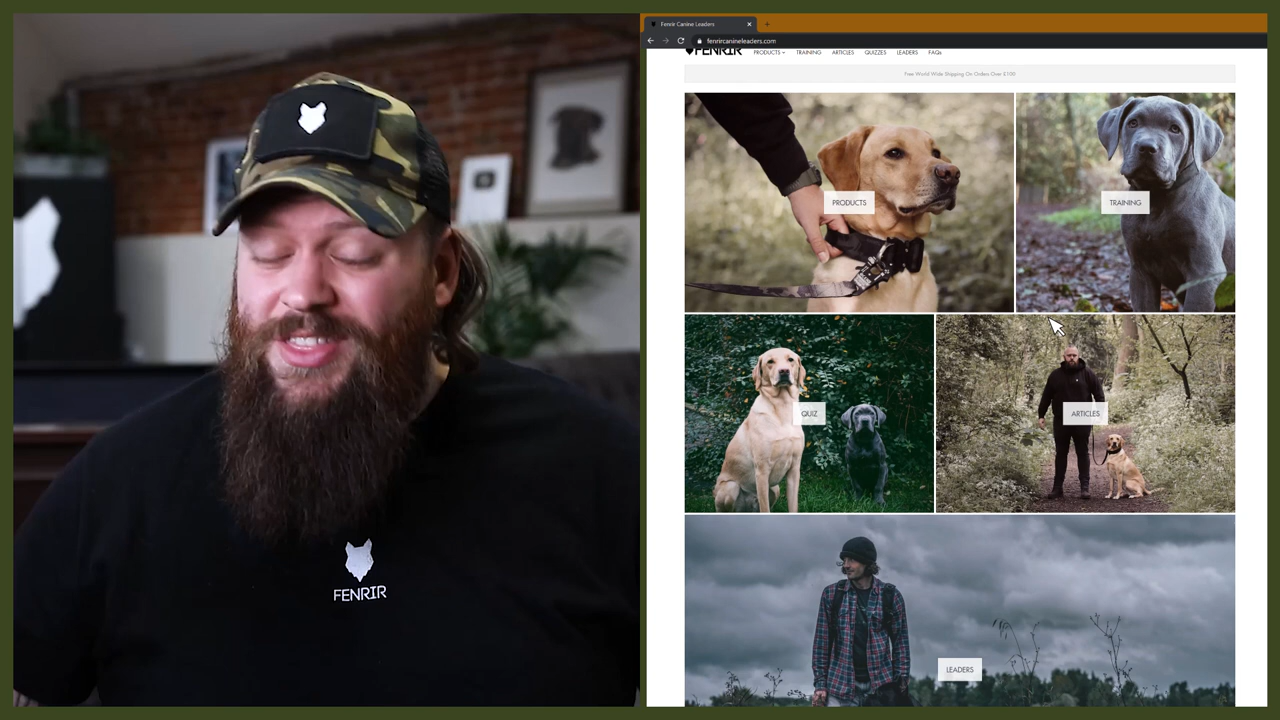 Fenrir Canine Leaders
fenrircanineleaders.com
FENRIR
PRODUCTS
TRAINING
ARTICLES
QUIZZES
LEADERS
FAQs
Free World Wide Shipping On Orders Over £100
PRODUCTS
TRAINING
QUIZ
ARTICLES
LEADERS
FENRIR